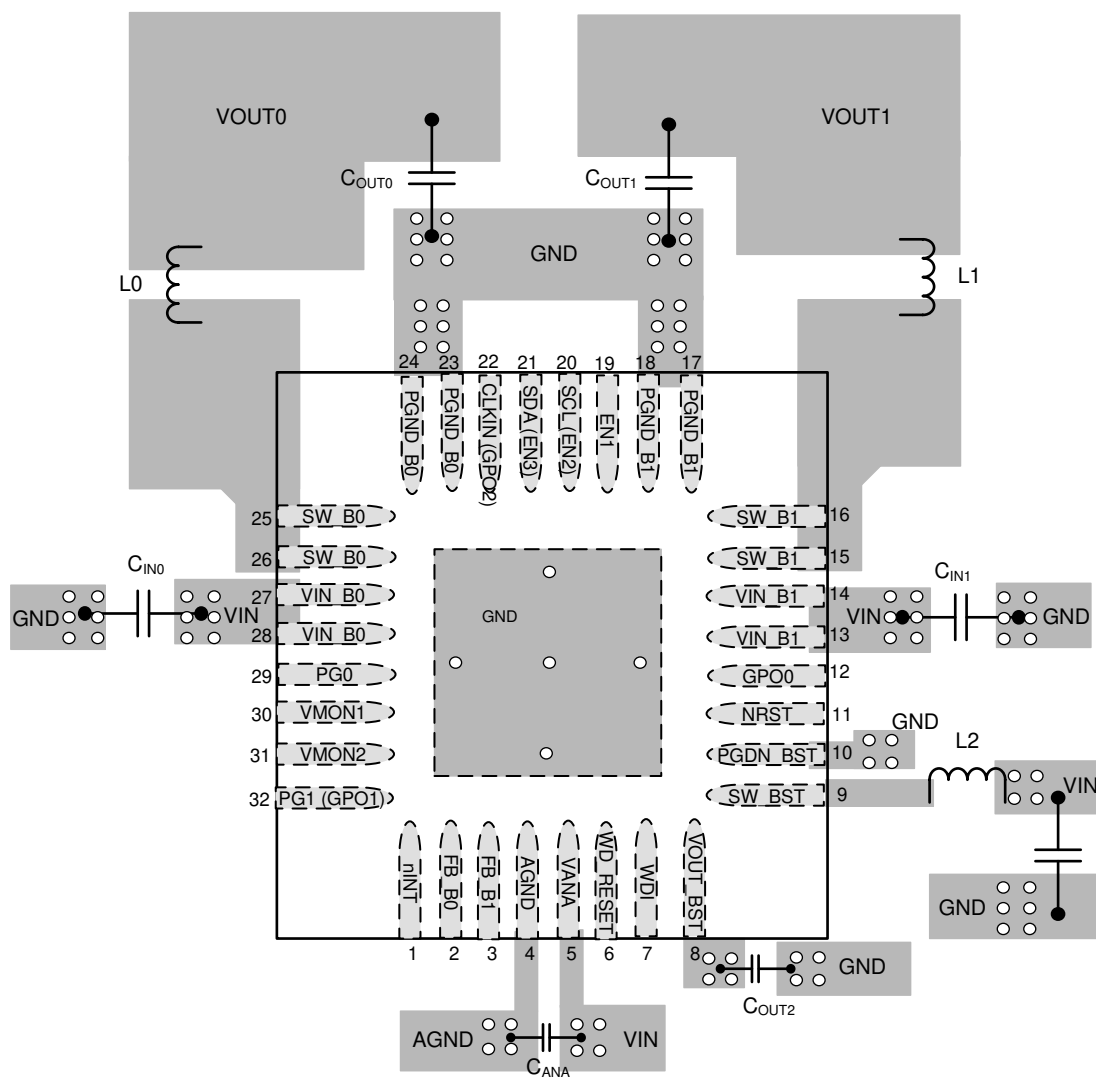 VOUT0
VOUT1
COUT0
COUT1
GND
L0
L1
24
23
22
21
20
19
18
17
PGND_B0
PGND_B0
CLKIN (GPO2)
SDA (EN3)
SCL (EN2)
EN1
PGND_B1
PGND_B1
25
SW_B0
SW_B1
16
26
SW_B0
SW_B1
15
CIN0
CIN1
27
VIN_B0
VIN_B1
14
GND
VIN
GND
VIN
GND
28
VIN_B0
VIN_B1
13
29
PG0
GPO0
12
30
VMON1
NRST
11
GND
31
VMON2
PGDN_BST
10
L2
32
PG1 (GPO1)
SW_BST
9
VIN
nINT
FB_B0
FB_B1
AGND
VANA
WD_RESET
WDI
VOUT_BST
GND
1
2
3
4
5
6
7
8
GND
COUT2
AGND
VIN
CANA